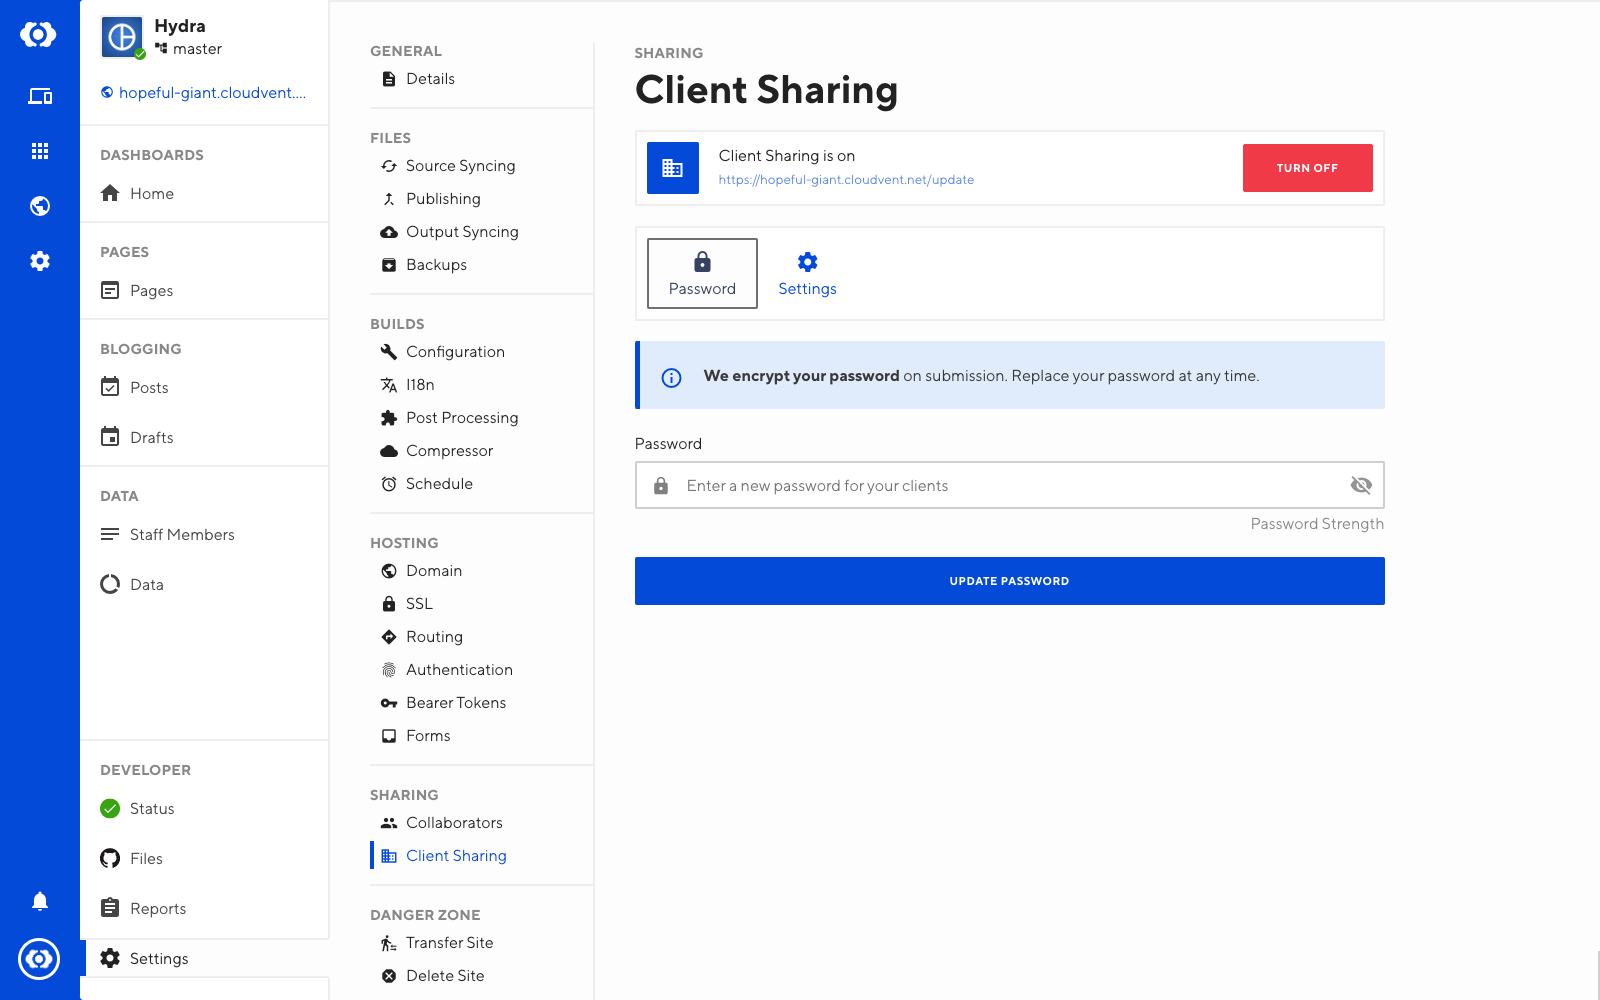 Hydra
master
hopeful-giant.cloudvent....
DASHBOARDS
Home
PAGES
Pages
BLOGGING
Posts
Drafts
DATA
Staff Members
Data
DEVELOPER
Status
Files
Reports
Settings
GENERAL
Details
FILES
Source Syncing
Publishing
Output Syncing
Backups
BUILDS
Configuration
I18n
Post Processing
Compressor
Schedule
HOSTING
Domain
SSL
Routing
Authentication
Bearer Tokens
Forms
SHARING
Collaborators
Client Sharing
DANGER ZONE
Transfer Site
Delete Site
SHARING
Client Sharing
Client Sharing is on
https://hopeful-giant.cloudvent.net/update
TURN OFF
Password
Settings
We encrypt your password on submission. Replace your password at any time.
Password
Enter a new password for your clients
Password Strength
UPDATE PASSWORD